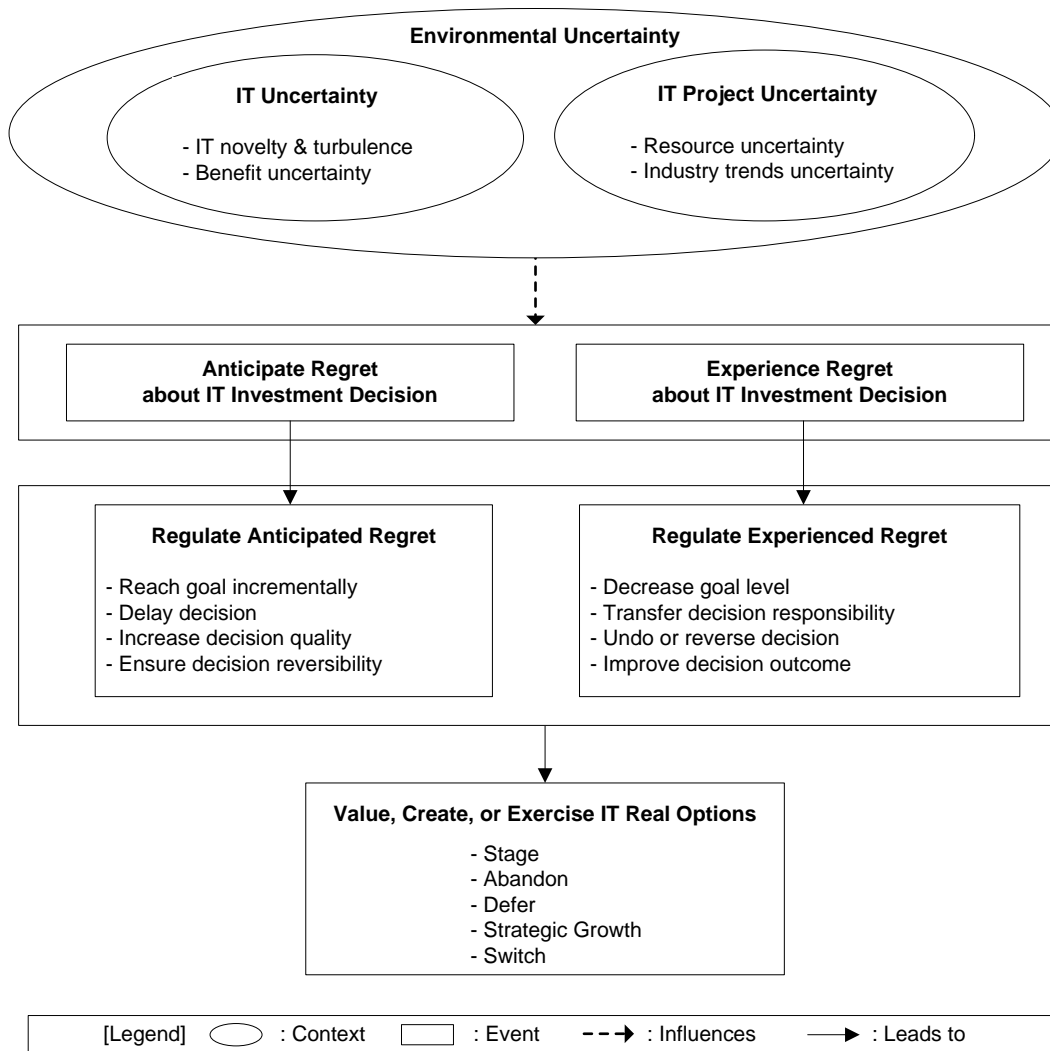 Environmental Uncertainty
IT Uncertainty
- IT novelty & turbulence
- Benefit uncertainty
IT Project Uncertainty
- Resource uncertainty
- Industry trends uncertainty
Anticipate Regret
about IT Investment Decision
Experience Regret
about IT Investment Decision
Regulate Anticipated Regret
- Reach goal incrementally
- Delay decision
- Increase decision quality
- Ensure decision reversibility
Regulate Experienced Regret
- Decrease goal level
- Transfer decision responsibility
- Undo or reverse decision
- Improve decision outcome
Value, Create, or Exercise IT Real Options
- Stage
- Abandon
- Defer
- Strategic Growth
- Switch
[Legend] : Context : Event : Influences : Leads to